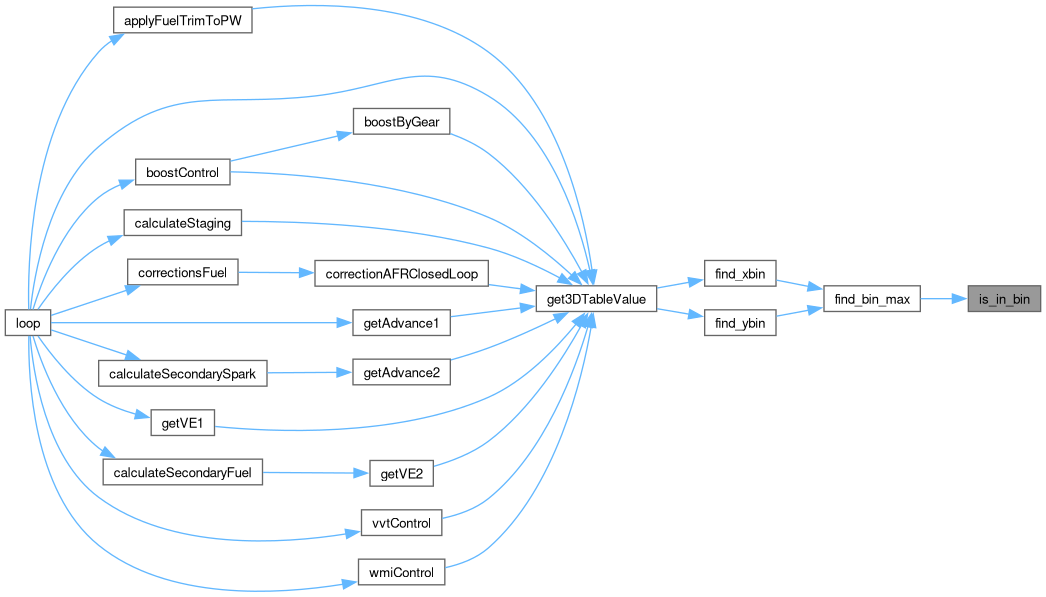 applyFuelTrimToPW
boostByGear
boostControl
calculateStaging
correctionsFuel
correctionAFRClosedLoop
find_xbin
get3DTableValue
find_bin_max
is_in_bin
loop
getAdvance1
find_ybin
calculateSecondarySpark
getAdvance2
getVE1
calculateSecondaryFuel
getVE2
vvtControl
wmiControl